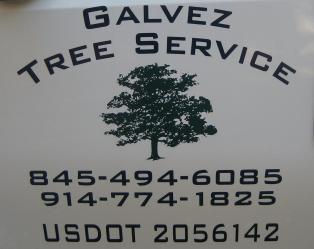 GALVEZ
TREE SERVICE
845-494-6085
914-774-1825
USDOT 2056142